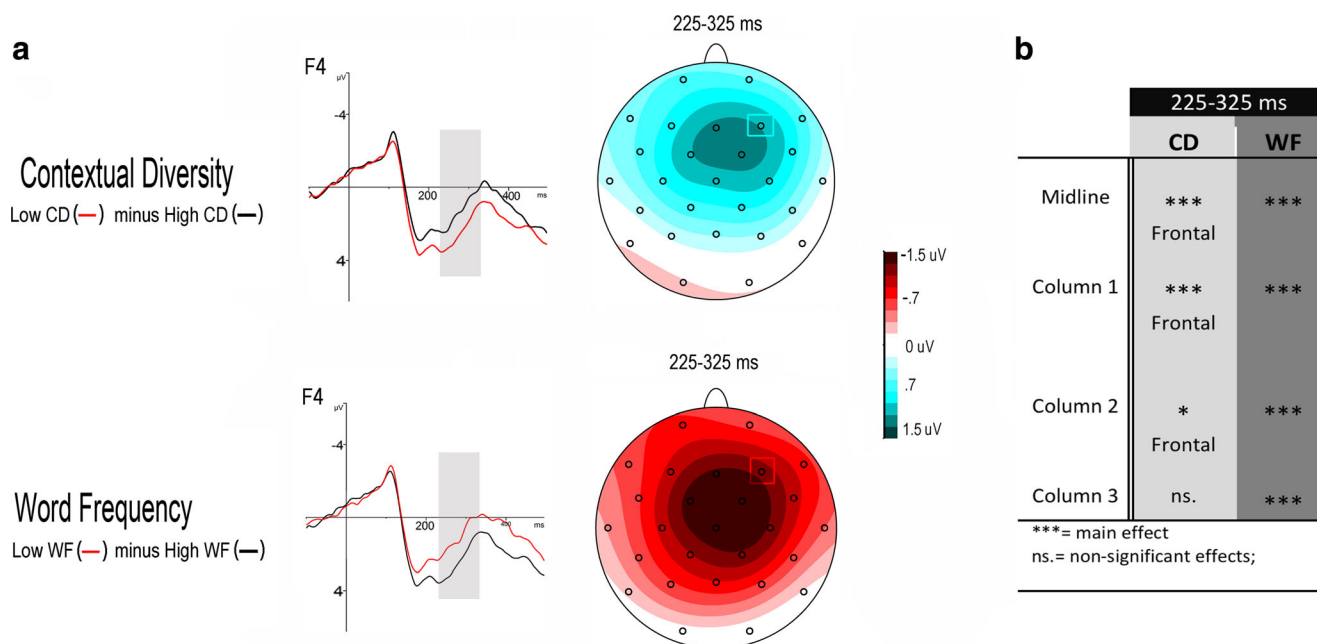 a
Contextual Diversity
Low CD (—) minus High CD (—)
F4
µV
-4
200
400
ms
4
225-325 ms
Word Frequency
Low WF (—) minus High WF (—)
F4
µV
-4
200
400
ms
4
225-325 ms
-1.5 uV
-.7
0 uV
.7
1.5 uV
b
225-325 ms
CD WF
Midline *** ***
Frontal
Column 1 *** ***
Frontal
Column 2 * ***
Frontal
Column 3 ns. ***
***= main effect
ns.= non-significant effects;